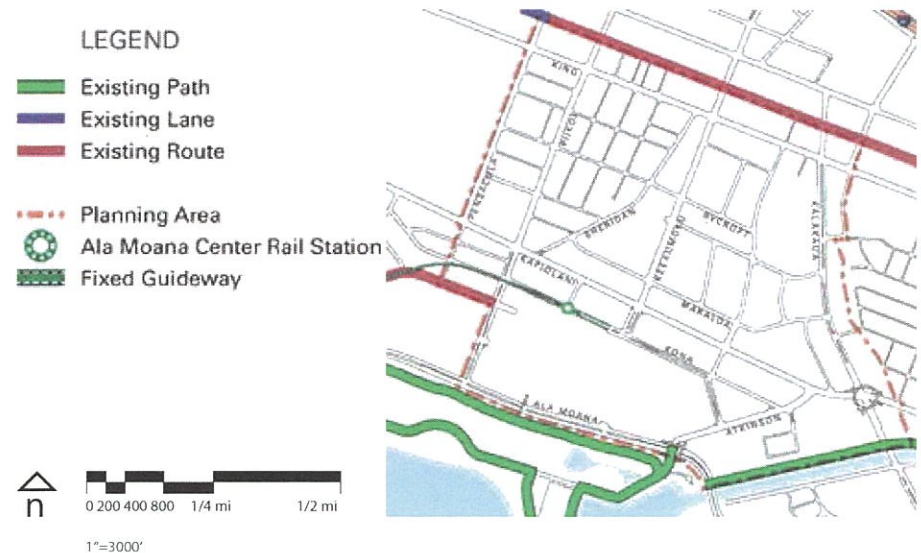 LEGEND
Existing Path
Existing Lane
Existing Route
Planning Area
Ala Moana Center Rail Station
Fixed Guideway
n
0 200 400 800 1/4 mi 1/2 mi
1"=3000'
KING
PIIKOI
PENSACOLA
SHERIDAN
KEEAUMOKU
RYCROFT
KALAKAUA
KAPIOLANI
MAKALOA
KONA
ALA MOANA
ATKINSON